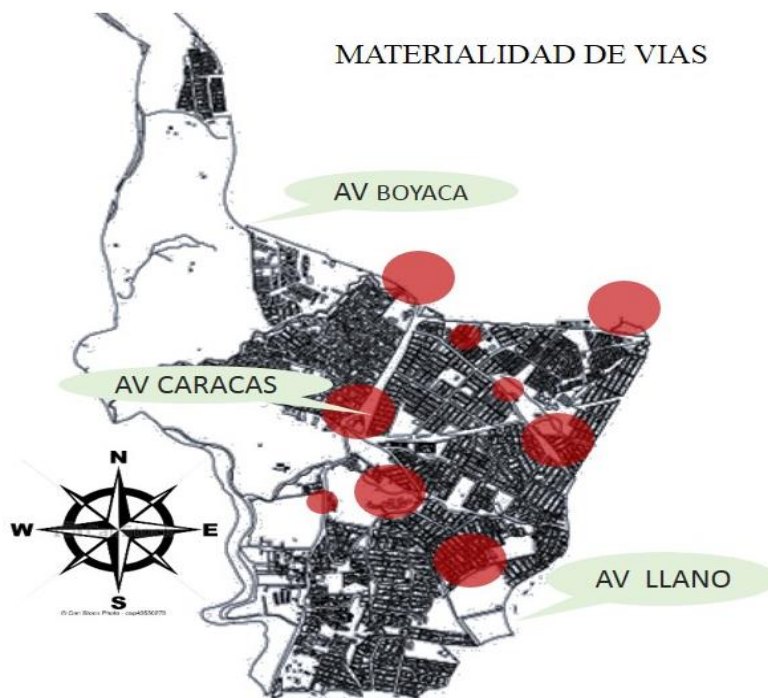 MATERIALIDAD DE VIAS
AV BOYACA
AV CARACAS
N
W E
S
AV LLANO